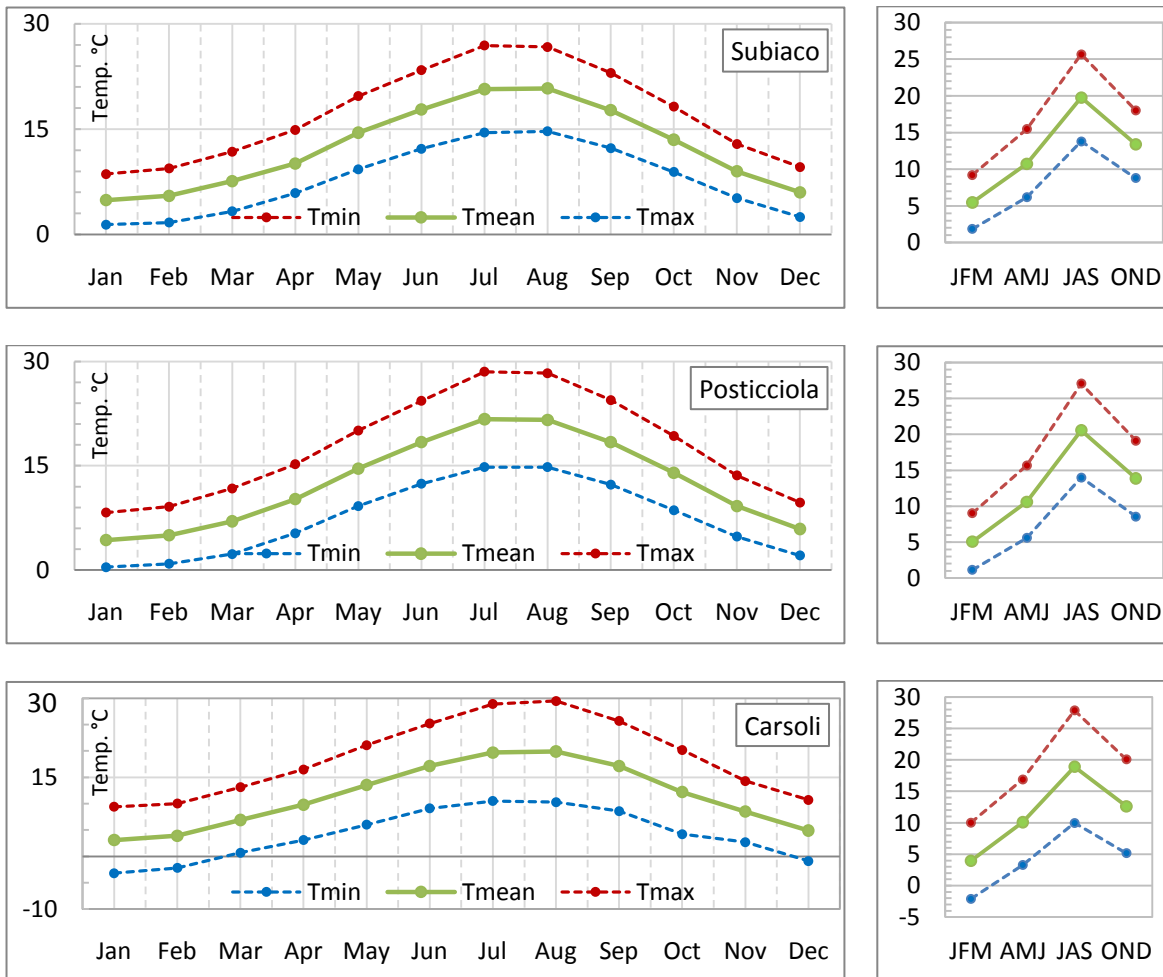 30
15
0
Temp. °C
Subiaco
Tmin Tmean Tmax
Jan Feb Mar Apr May Jun Jul Aug Sep Oct Nov Dec
30
25
20
15
10
5
0
JFM AMJ JAS OND
30
15
0
Temp. °C
Posticciola
Tmin Tmean Tmax
Jan Feb Mar Apr May Jun Jul Aug Sep Oct Nov Dec
30
25
20
15
10
5
0
JFM AMJ JAS OND
30
15
-10
Temp. °C
Carsoli
Tmin Tmean Tmax
Jan Feb Mar Apr May Jun Jul Aug Sep Oct Nov Dec
30
25
20
15
10
5
0
-5
JFM AMJ JAS OND